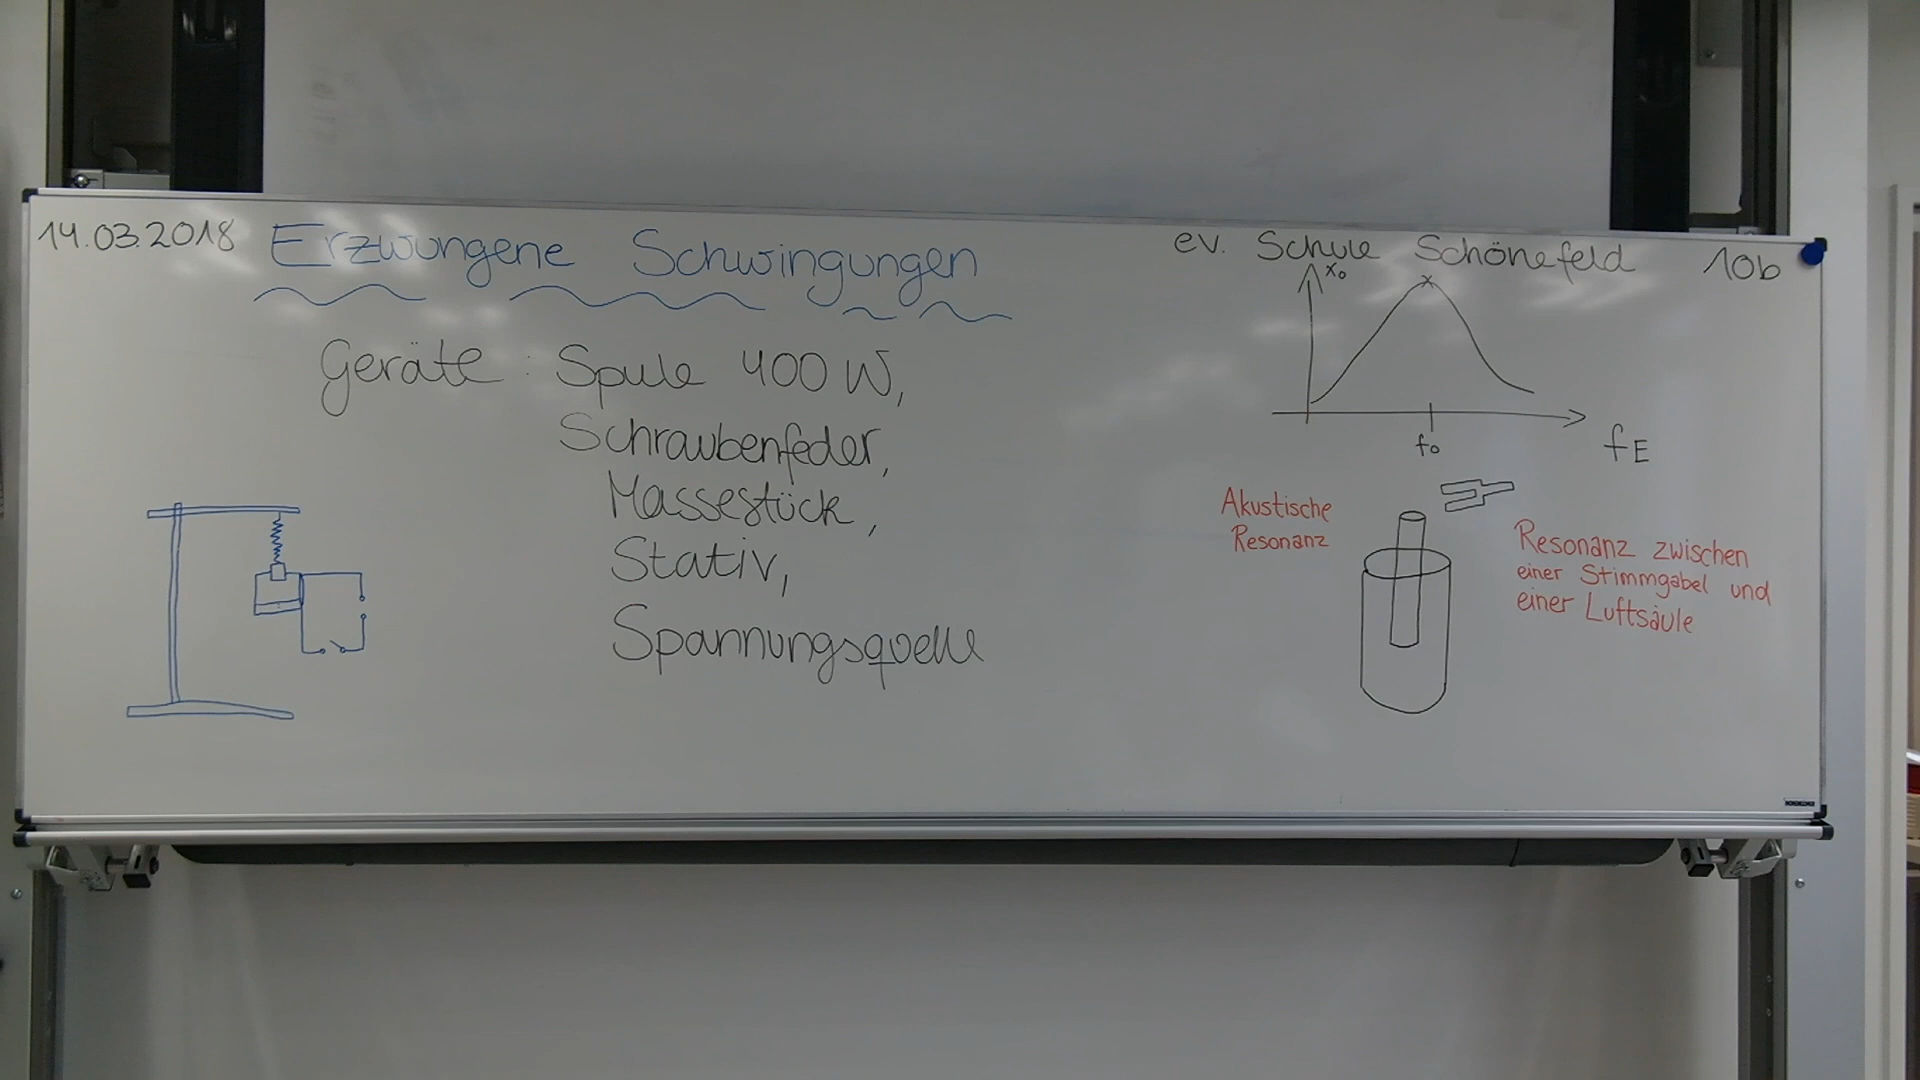 14.03.2018 Erzwungene Schwingungen ev. Schule Schönefeld 10b
Geräte : Spule 400 W,
Schraubenfeder,
Massestück,
Stativ,
Spannungsquelle
x₀
f₀
fE
Akustische
Resonanz
Resonanz zwischen
einer Stimmgabel und
einer Luftsäule